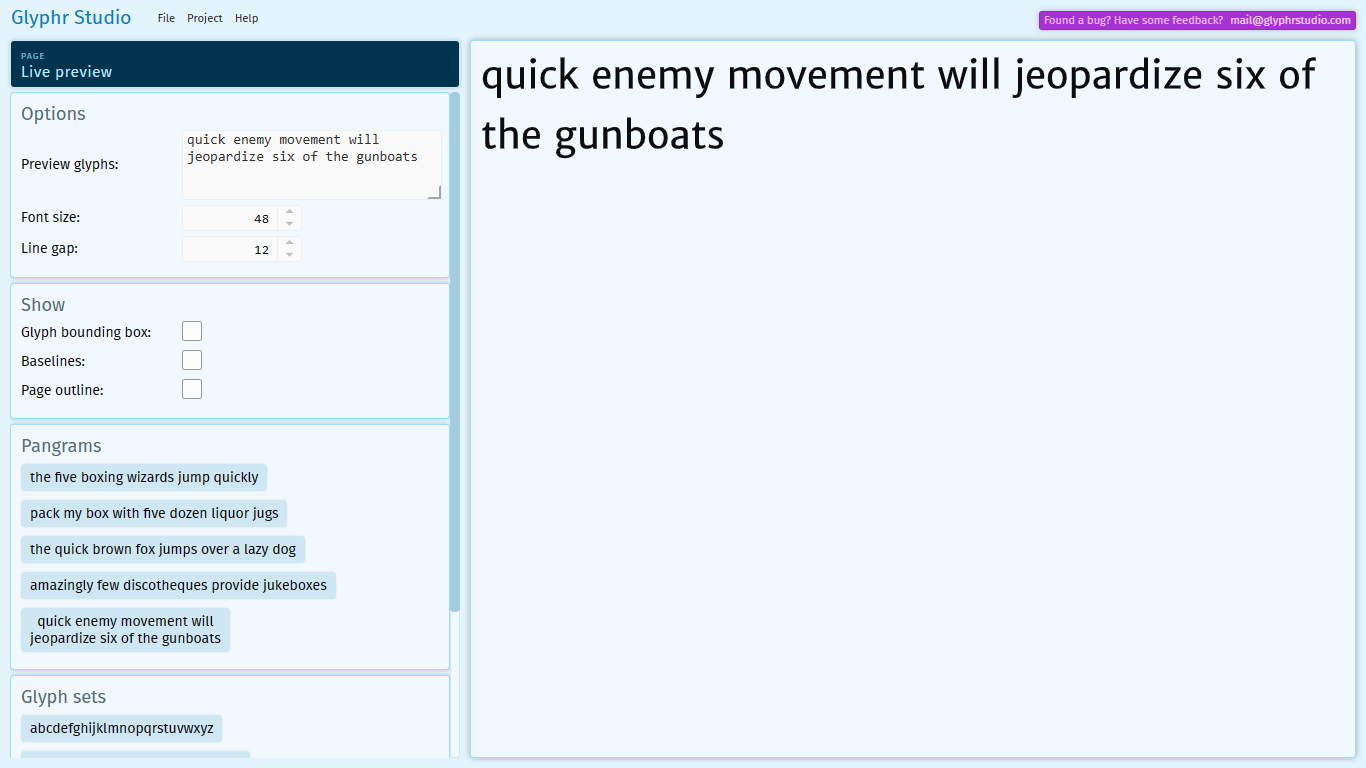 Glyphr Studio
File Project Help
Found a bug? Have some feedback? mail@glyphrstudio.com
PAGE
Live preview
Options
Preview glyphs:
quick enemy movement will
jeopardize six of the gunboats
Font size:
48
Line gap:
12
Show
Glyph bounding box:
Baselines:
Page outline:
Pangrams
the five boxing wizards jump quickly
pack my box with five dozen liquor jugs
the quick brown fox jumps over a lazy dog
amazingly few discotheques provide jukeboxes
quick enemy movement will
jeopardize six of the gunboats
Glyph sets
abcdefghijklmnopqrstuvwxyz
quick enemy movement will jeopardize six of
the gunboats